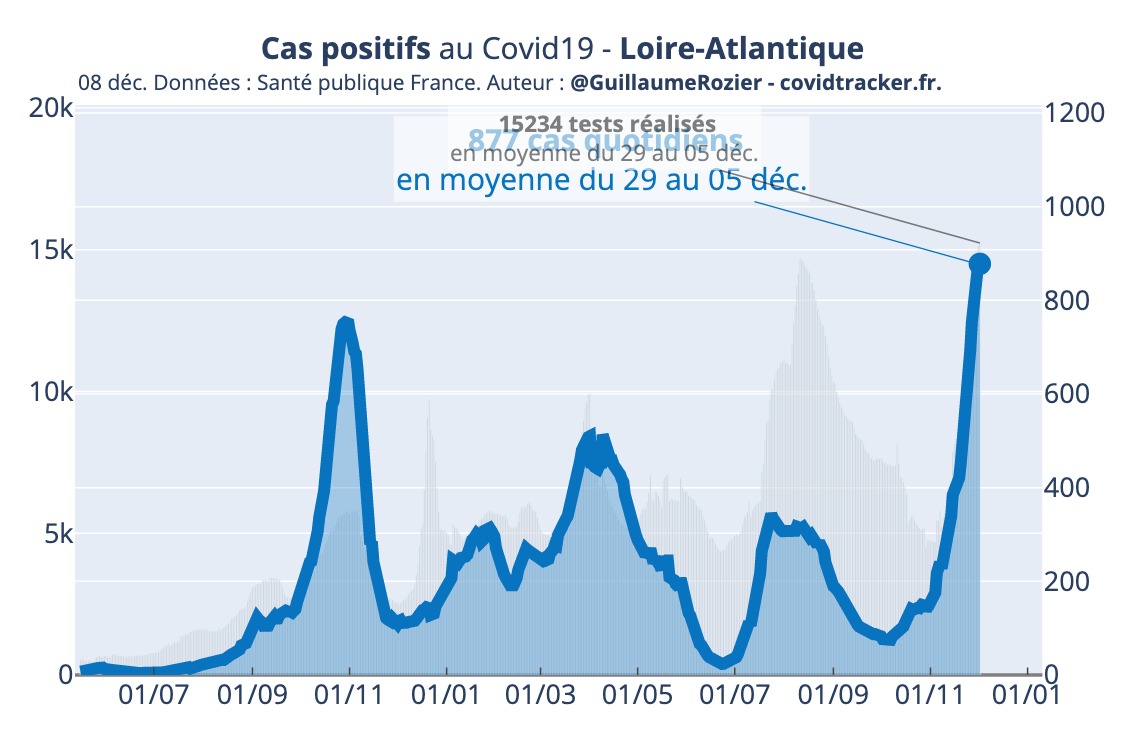 Cas positifs au Covid19 - Loire-Atlantique
08 déc. Données : Santé publique France. Auteur : @GuillaumeRozier - covidtracker.fr.
20k
15k
10k
5k
0
1200
1000
800
600
400
200
0
15234 tests réalisés
877 cas quotidiens
en moyenne du 29 au 05 déc.
en moyenne du 29 au 05 déc.
01/07 01/09 01/11 01/01 01/03 01/05 01/07 01/09 01/11 01/01